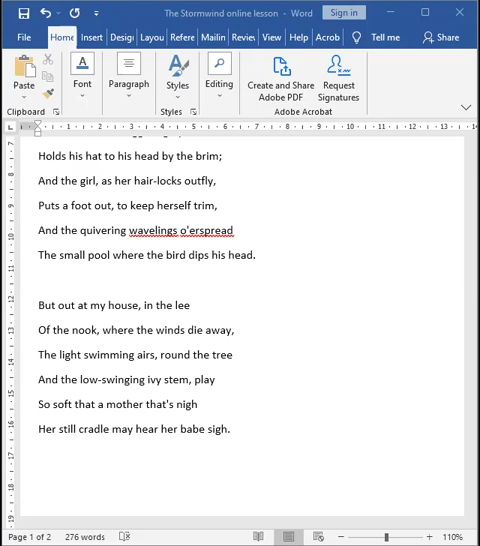 The Stormwind online lesson - Word
Sign in
File Home Insert Desig Layou Refere Mailin Reviev View Help Acrob Tell me Share
Paste Font Paragraph Styles Editing Create and Share Adobe PDF Request Signatures
Clipboard Styles Adobe Acrobat
Holds his hat to his head by the brim;
And the girl, as her hair-locks outfly,
Puts a foot out, to keep herself trim,
And the quivering wavelings o'erspread
The small pool where the bird dips his head.
But out at my house, in the lee
Of the nook, where the winds die away,
The light swimming airs, round the tree
And the low-swinging ivy stem, play
So soft that a mother that's nigh
Her still cradle may hear her babe sigh.
Page 1 of 2 276 words 110%